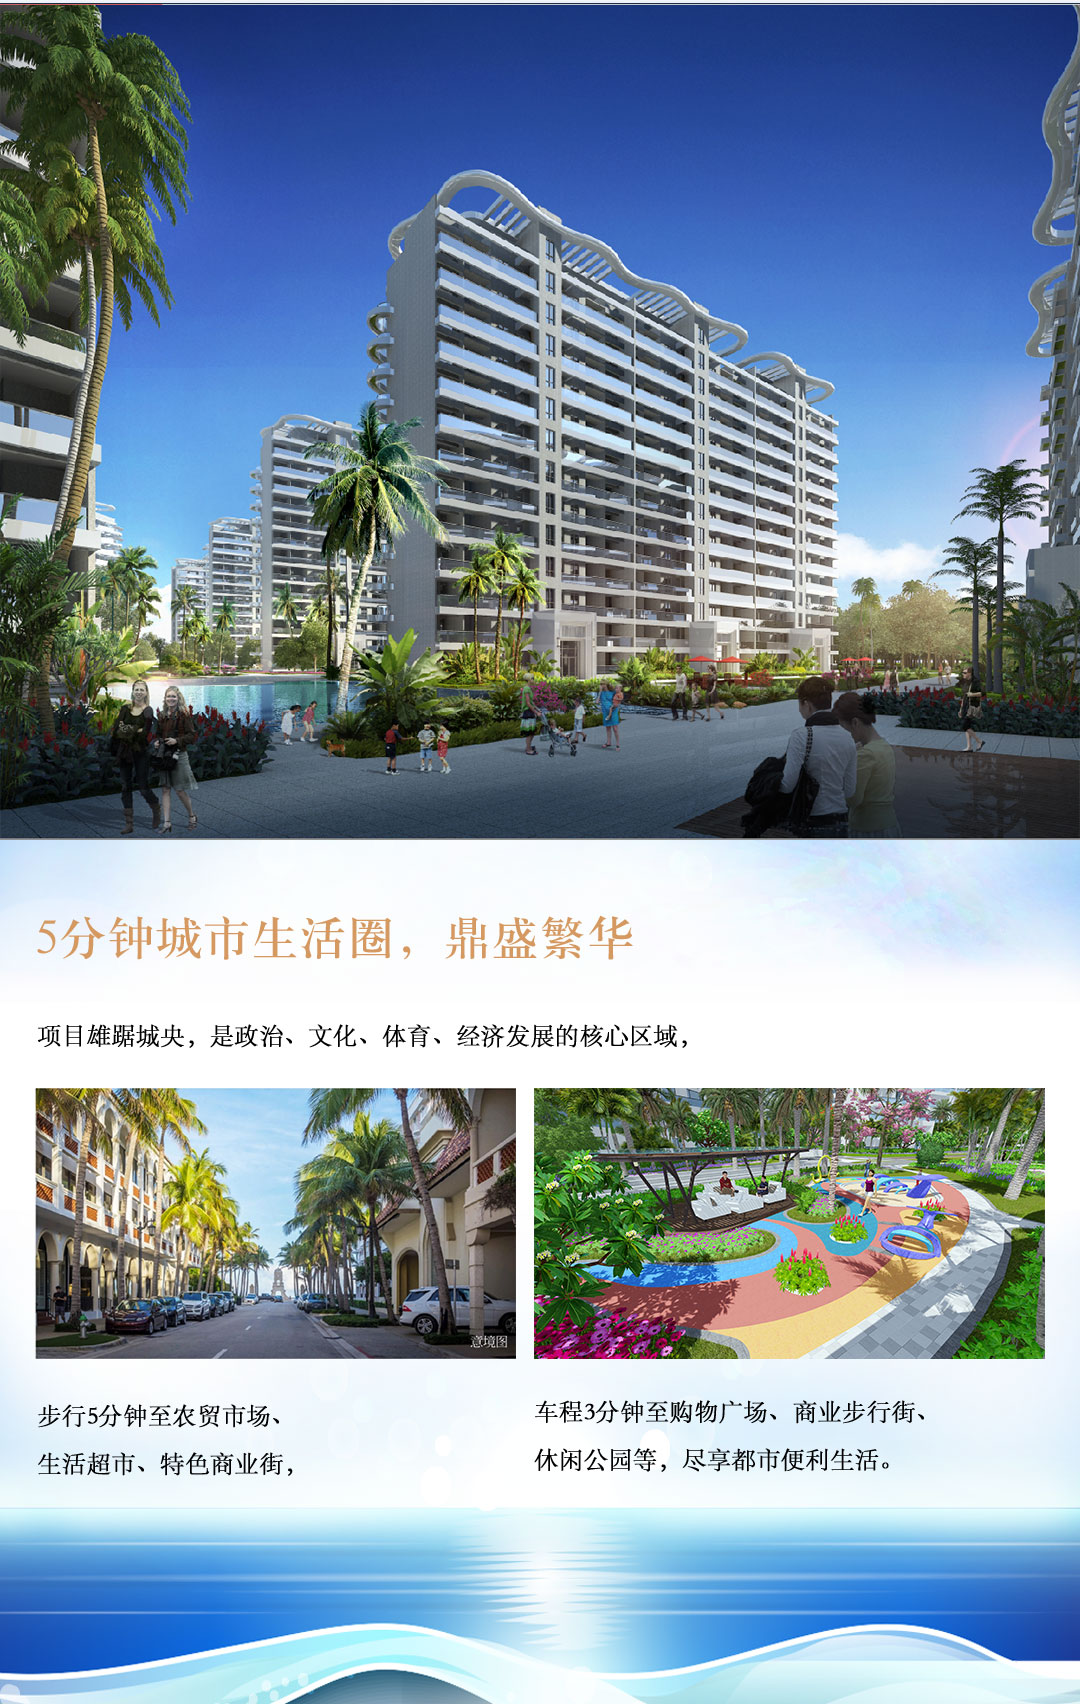 5分钟城市生活圈，鼎盛繁华
项目雄踞城央，是政治、文化、体育、经济发展的核心区域，
意境图
步行5分钟至农贸市场、
生活超市、特色商业街，
车程3分钟至购物广场、商业步行街、
休闲公园等，尽享都市便利生活。